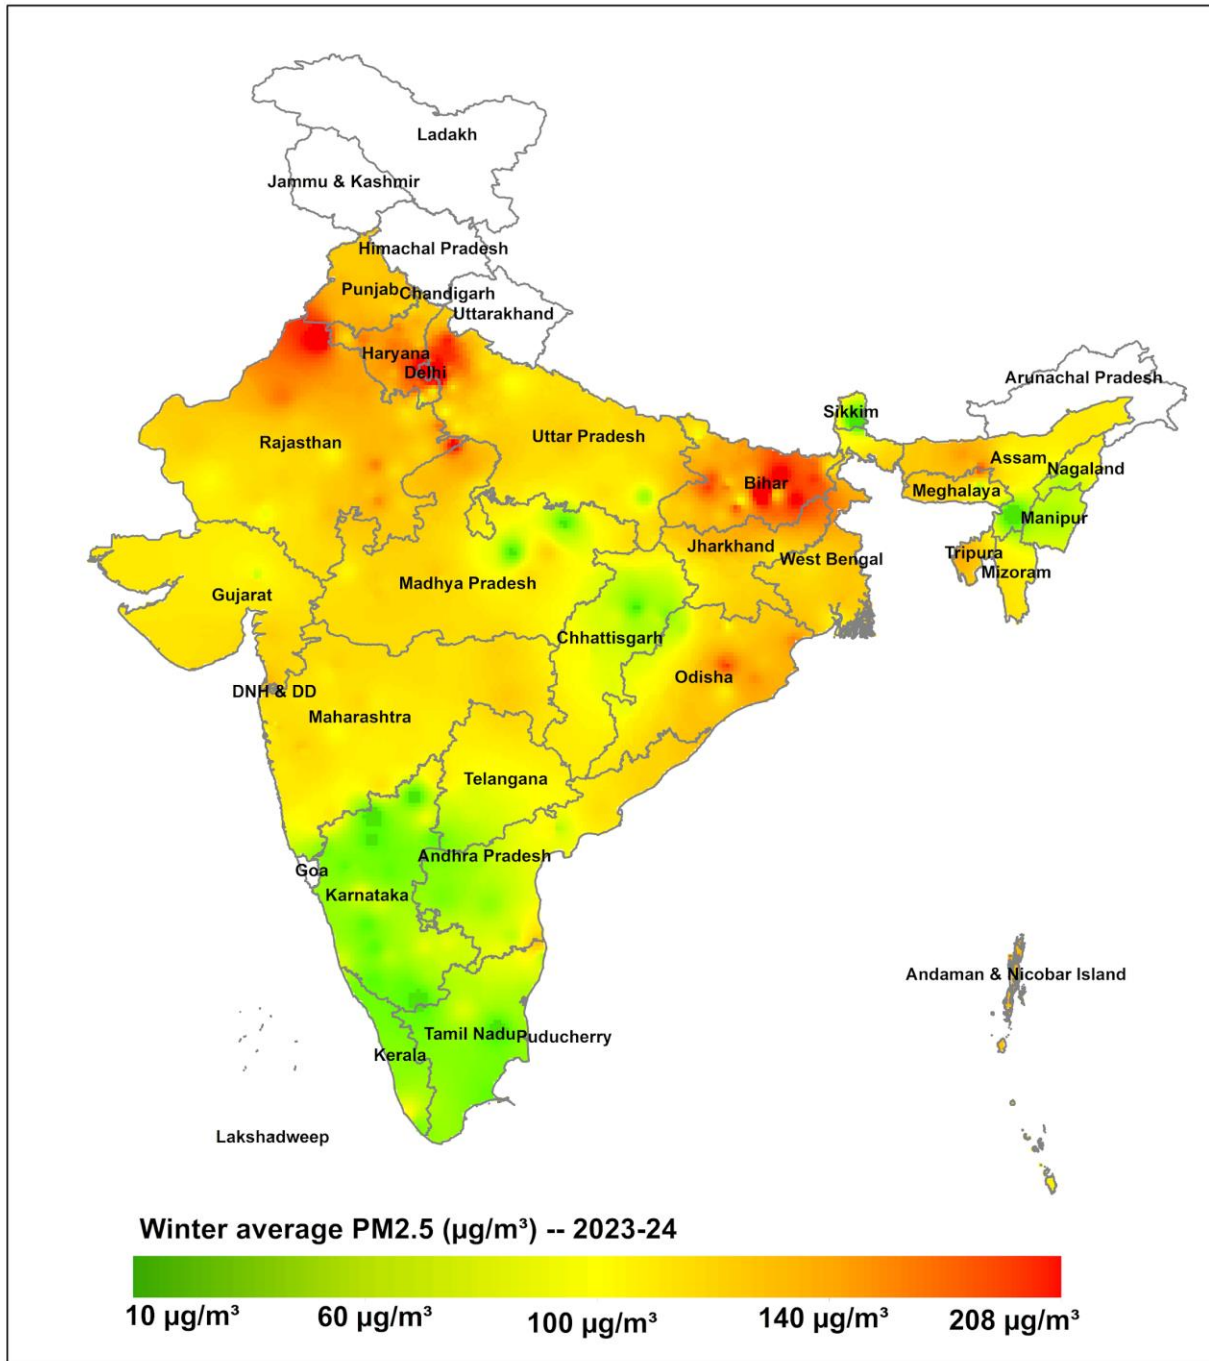 Ladakh
Jammu & Kashmir
Himachal Pradesh
Punjab
Chandigarh
Uttarakhand
Haryana
Delhi
Arunachal Pradesh
Sikkim
Rajasthan
Uttar Pradesh
Assam
Nagaland
Bihar
Meghalaya
Manipur
Jharkhand
West Bengal
Tripura
Mizoram
Madhya Pradesh
Gujarat
Chhattisgarh
Odisha
DNH & DD
Maharashtra
Telangana
Andhra Pradesh
Goa
Karnataka
Andaman & Nicobar Island
Tamil Nadu
Puducherry
Kerala
Lakshadweep
Winter average PM2.5 (µg/m³) -- 2023-24
10 µg/m³
60 µg/m³
100 µg/m³
140 µg/m³
208 µg/m³